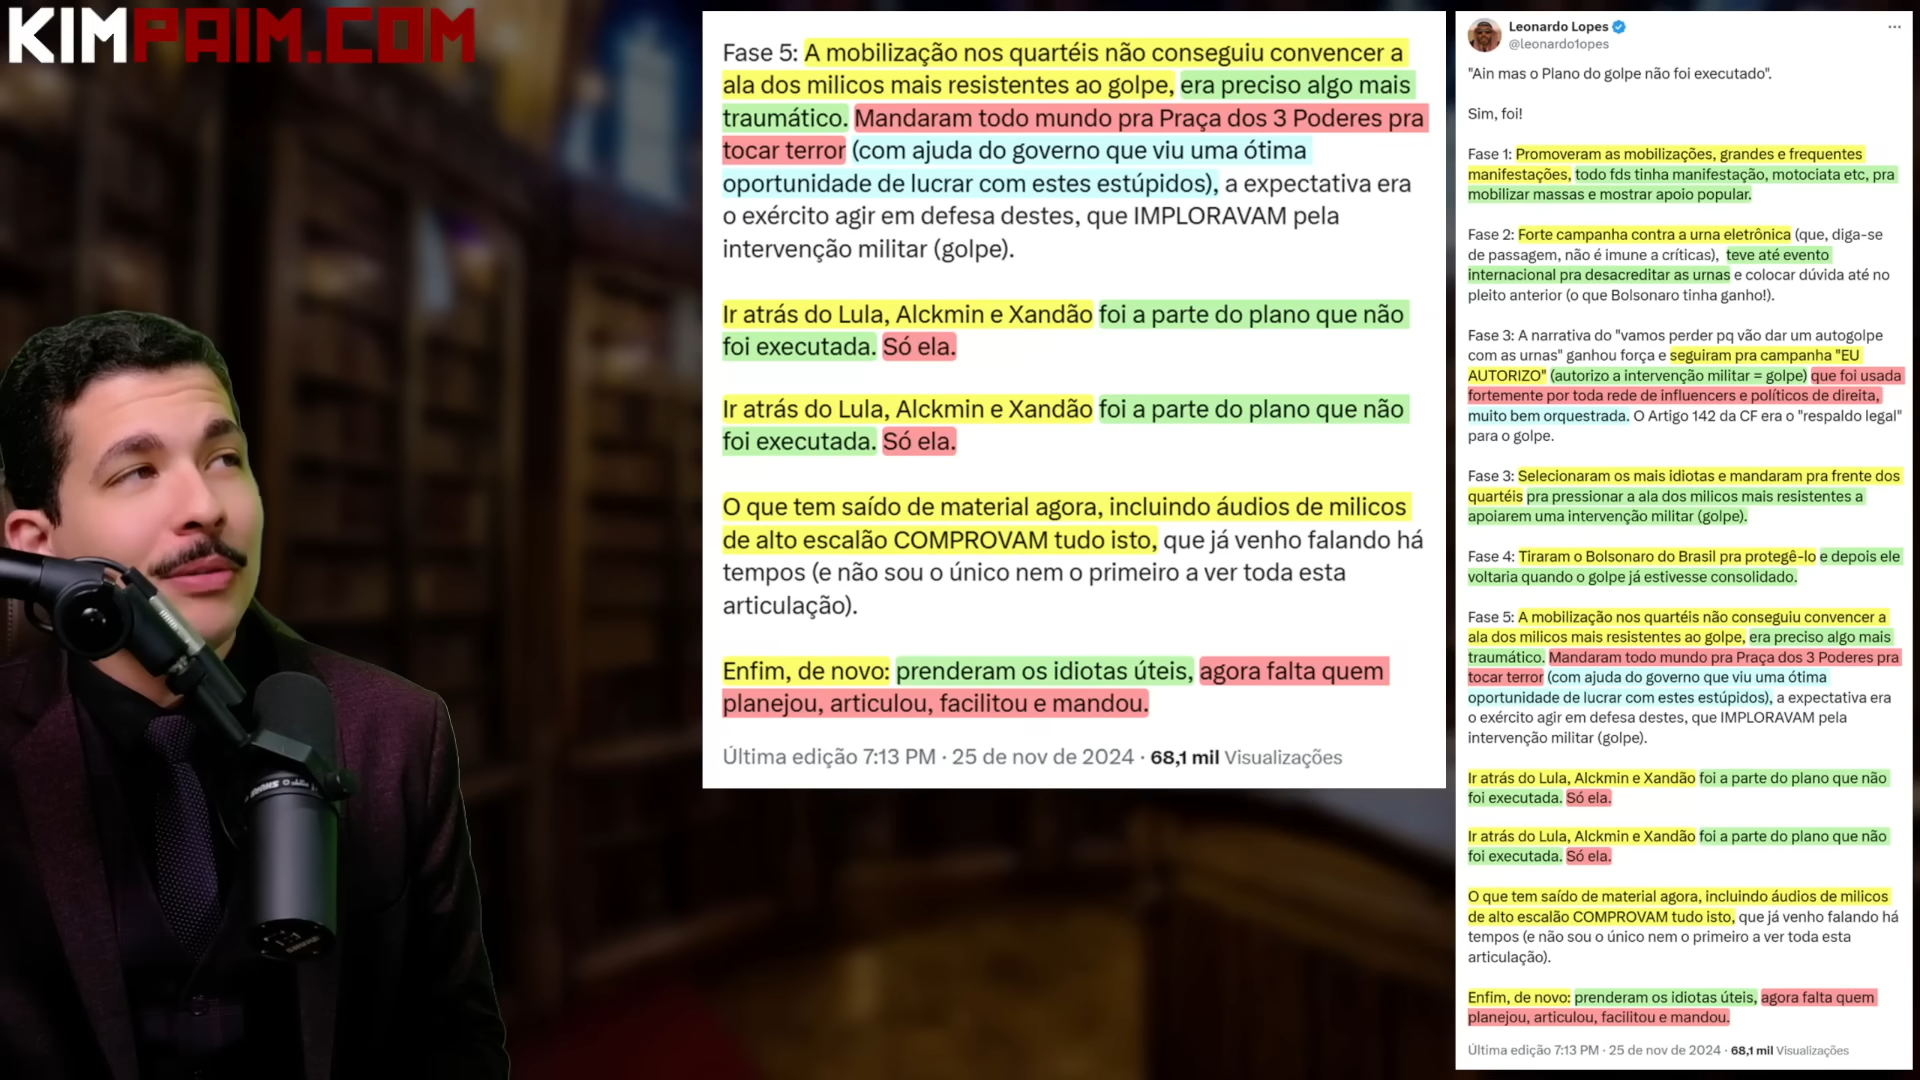 KIMPAIM.COM
Fase 5: A mobilização nos quartéis não conseguiu convencer a
ala dos milicos mais resistentes ao golpe, era preciso algo mais
traumático. Mandaram todo mundo pra Praça dos 3 Poderes pra
tocar terror (com ajuda do governo que viu uma ótima
oportunidade de lucrar com estes estúpidos), a expectativa era
o exército agir em defesa destes, que IMPLORAVAM pela
intervenção militar (golpe).
Ir atrás do Lula, Alckmin e Xandão foi a parte do plano que não
foi executada. Só ela.
Ir atrás do Lula, Alckmin e Xandão foi a parte do plano que não
foi executada. Só ela.
O que tem saído de material agora, incluindo áudios de milicos
de alto escalão COMPROVAM tudo isto, que já venho falando há
tempos (e não sou o único nem o primeiro a ver toda esta
articulação).
Enfim, de novo: prenderam os idiotas úteis, agora falta quem
planejou, articulou, facilitou e mandou.
Última edição 7:13 PM · 25 de nov de 2024 · 68,1 mil Visualizações
Leonardo Lopes
@leonardo1opes
"Ain mas o Plano do golpe não foi executado".
Sim, foi!
Fase 1: Promoveram as mobilizações, grandes e frequentes
manifestações, todo fds tinha manifestação, motociata etc, pra
mobilizar massas e mostrar apoio popular.
Fase 2: Forte campanha contra a urna eletrônica (que, diga-se
de passagem, não é imune a críticas), teve até evento
internacional pra desacreditar as urnas e colocar dúvida até no
pleito anterior (o que Bolsonaro tinha ganho!).
Fase 3: A narrativa do "vamos perder pq vão dar um autogolpe
com as urnas" ganhou força e seguiram pra campanha "EU
AUTORIZO" (autorizo a intervenção militar = golpe) que foi usada
fortemente por toda rede de influencers e políticos de direita,
muito bem orquestrada. O Artigo 142 da CF era o "respaldo legal"
para o golpe.
Fase 3: Selecionaram os mais idiotas e mandaram pra frente dos
quartéis pra pressionar a ala dos milicos mais resistentes a
apoiarem uma intervenção militar (golpe).
Fase 4: Tiraram o Bolsonaro do Brasil pra protegê-lo e depois ele
voltaria quando o golpe já estivesse consolidado.
Fase 5: A mobilização nos quartéis não conseguiu convencer a
ala dos milicos mais resistentes ao golpe, era preciso algo mais
traumático. Mandaram todo mundo pra Praça dos 3 Poderes pra
tocar terror (com ajuda do governo que viu uma ótima
oportunidade de lucrar com estes estúpidos), a expectativa era
o exército agir em defesa destes, que IMPLORAVAM pela
intervenção militar (golpe).
Ir atrás do Lula, Alckmin e Xandão foi a parte do plano que não
foi executada. Só ela.
Ir atrás do Lula, Alckmin e Xandão foi a parte do plano que não
foi executada. Só ela.
O que tem saído de material agora, incluindo áudios de milicos
de alto escalão COMPROVAM tudo isto, que já venho falando há
tempos (e não sou o único nem o primeiro a ver toda esta
articulação).
Enfim, de novo: prenderam os idiotas úteis, agora falta quem
planejou, articulou, facilitou e mandou.
Última edição 7:13 PM · 25 de nov de 2024 · 68,1 mil Visualizações